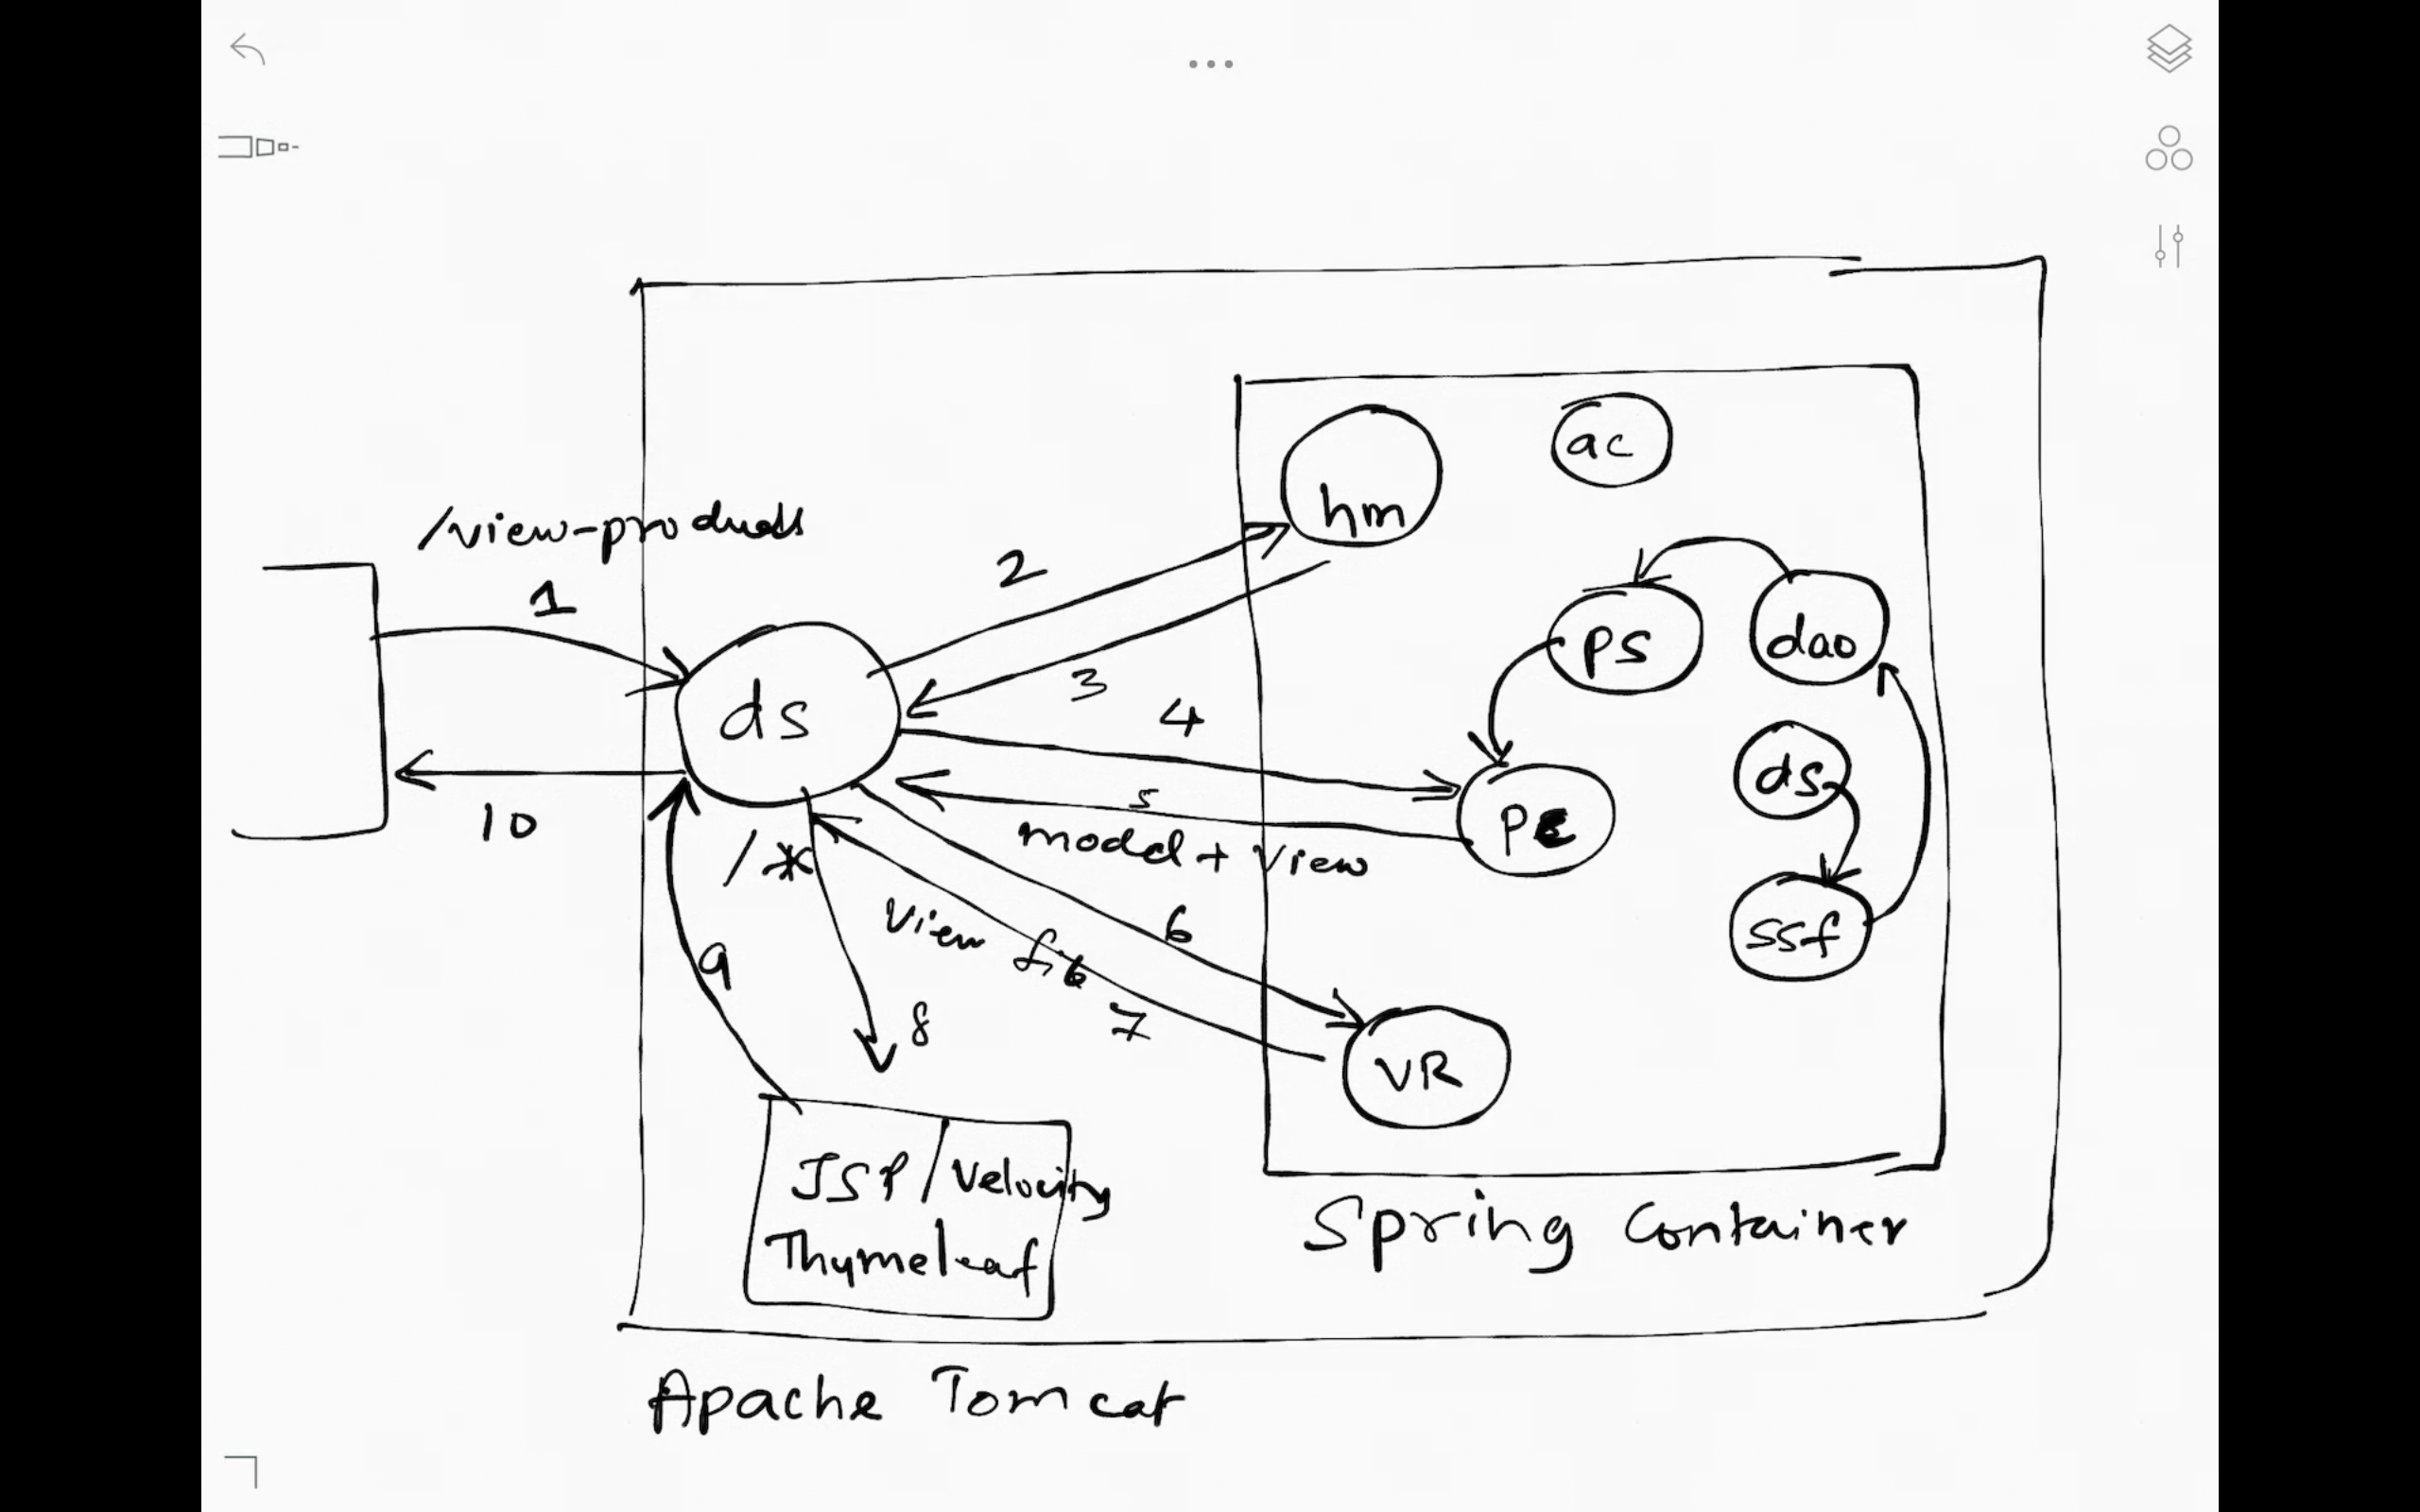 /view-products
1
2
3
4
5
model + view
6
7
View f:6
8
9
10
ds
/*
hm
ac
ps
dao
ds
pc
ssf
VR
JSP/Velocity
Thymeleaf
Spring Container
Apache Tomcat